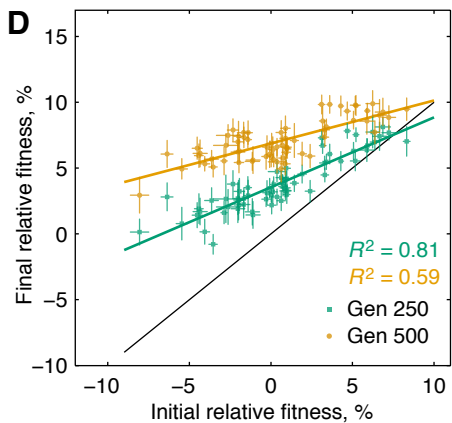 D
Final relative fitness, %
15
10
5
0
−5
−10
R² = 0.81
R² = 0.59
Gen 250
Gen 500
−10 −5 0 5 10
Initial relative fitness, %